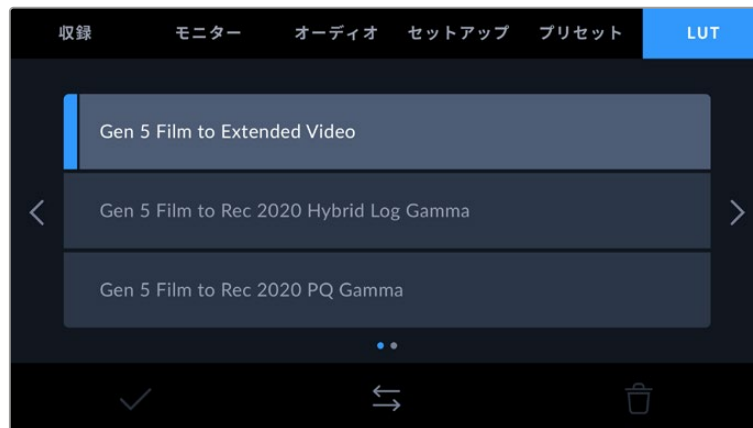 収録 モニター オーディオ セットアップ プリセット LUT
Gen 5 Film to Extended Video
Gen 5 Film to Rec 2020 Hybrid Log Gamma
Gen 5 Film to Rec 2020 PQ Gamma